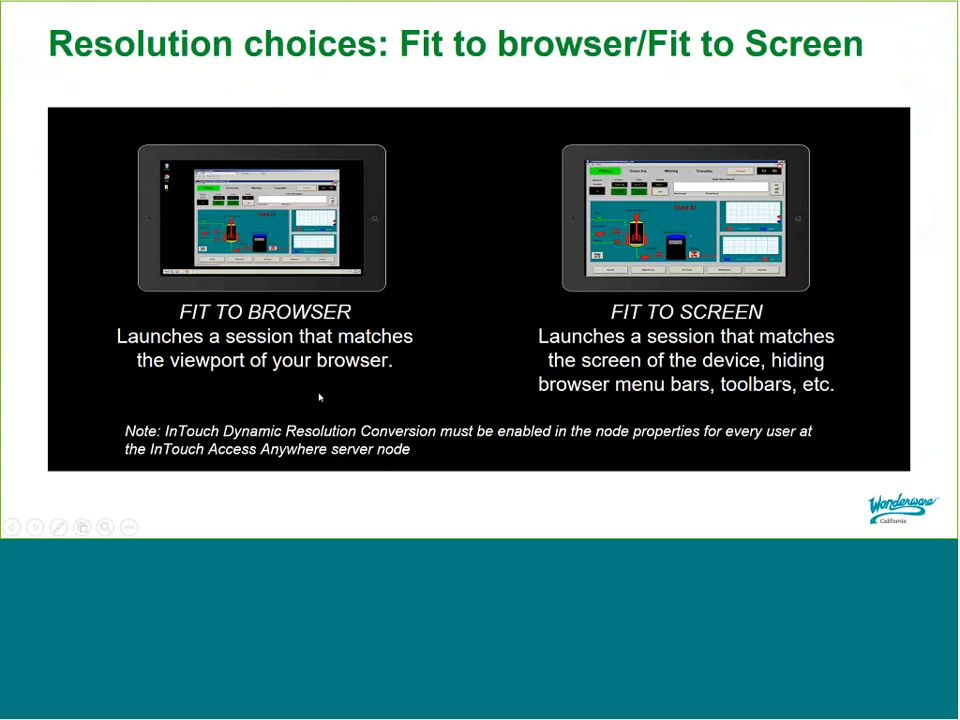 Resolution choices: Fit to browser/Fit to Screen
FIT TO BROWSER
Launches a session that matches
the viewport of your browser.
FIT TO SCREEN
Launches a session that matches
the screen of the device, hiding
browser menu bars, toolbars, etc.
Note: InTouch Dynamic Resolution Conversion must be enabled in the node properties for every user at
the InTouch Access Anywhere server node
Wonderware
California